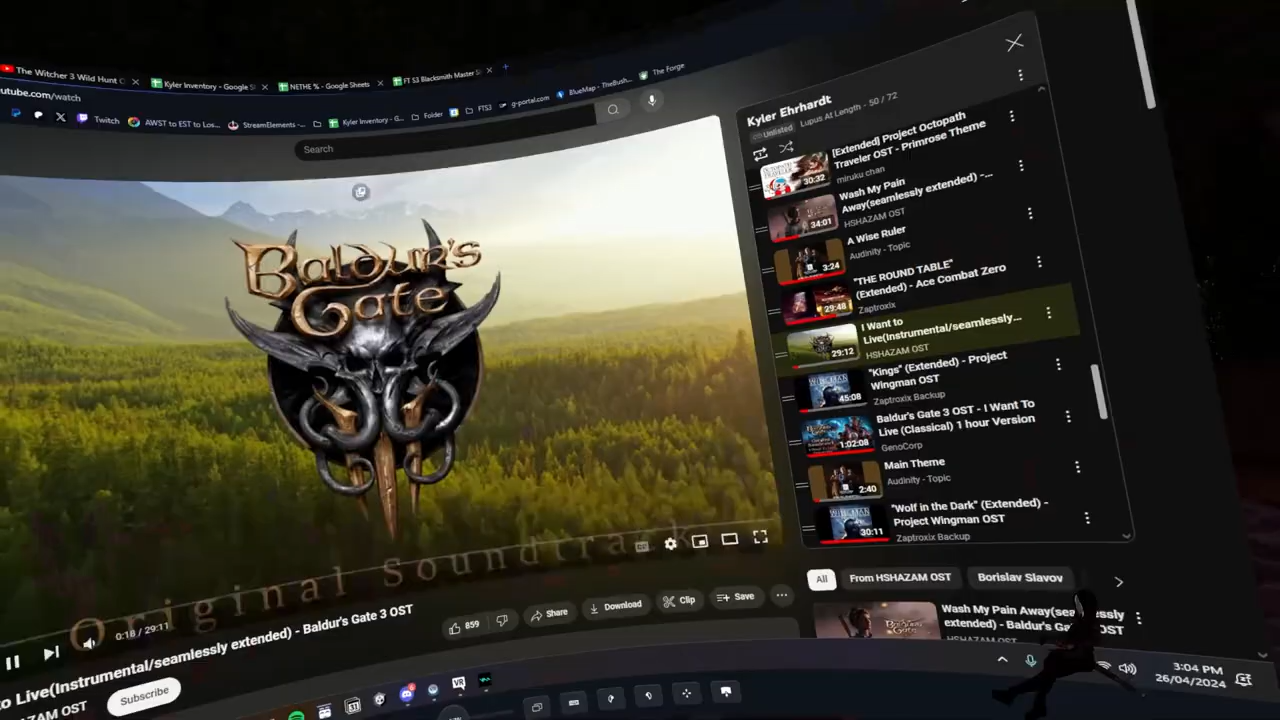 The Witcher 3 Wild Hunt
Kyler Inventory - Google S
NETHE % - Google Sheets
FT S3 Blacksmith Master S
utube.com/watch
Twitch
AWST to EST to Los...
StreamElements -...
Kyler Inventory - G...
Folder
FTS3
g-portal.com
BlueMap - TheBush...
The Forge
Search
Baldur's
Gate
Original Soundtrack
0:18 / 29:11
to Live(Instrumental/seamlessly extended) - Baldur's Gate 3 OST
AZAM OST
Subscribe
859
Share
Download
Clip
Save
Kyler Ehrhardt
Unlisted
Lupus At Length - 50 / 72
[Extended] Project Octopath
Traveler OST - Primrose Theme
miruku chan
30:32
Wash My Pain
Away(seamlessly extended) -...
HSHAZAM OST
34:01
A Wise Ruler
Audinity - Topic
3:24
"THE ROUND TABLE"
(Extended) - Ace Combat Zero
Zaptroxix
29:48
I Want to
Live(Instrumental/seamlessly...
HSHAZAM OST
29:12
"Kings" (Extended) - Project
Wingman OST
Zaptroxix Backup
45:08
Baldur's Gate 3 OST - I Want To
Live (Classical) 1 hour Version
GenoCorp
1:02:08
Main Theme
Audinity - Topic
2:40
"Wolf in the Dark" (Extended) -
Project Wingman OST
Zaptroxix Backup
30:11
All
From HSHAZAM OST
Borislav Slavov
Wash My Pain Away(seamlessly
extended) - Baldur's Ga OST
3:04 PM
26/04/2024